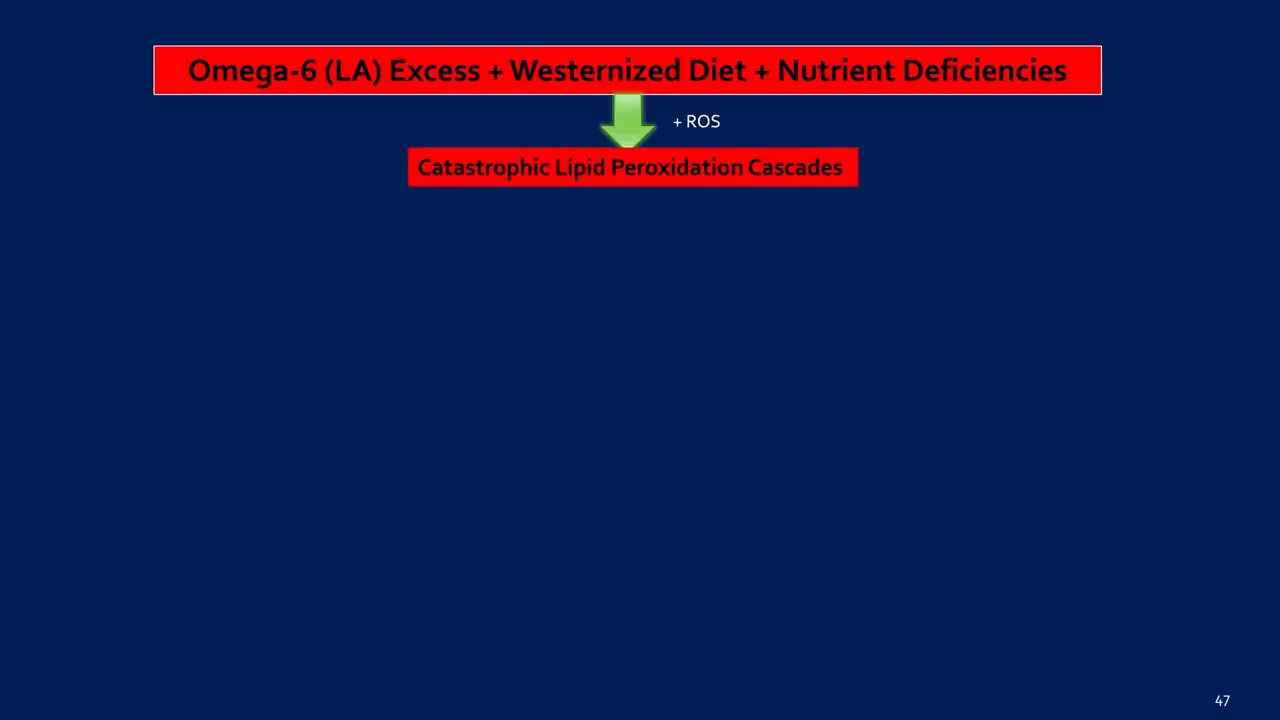 Omega-6 (LA) Excess + Westernized Diet + Nutrient Deficiencies
+ ROS
Catastrophic Lipid Peroxidation Cascades
47